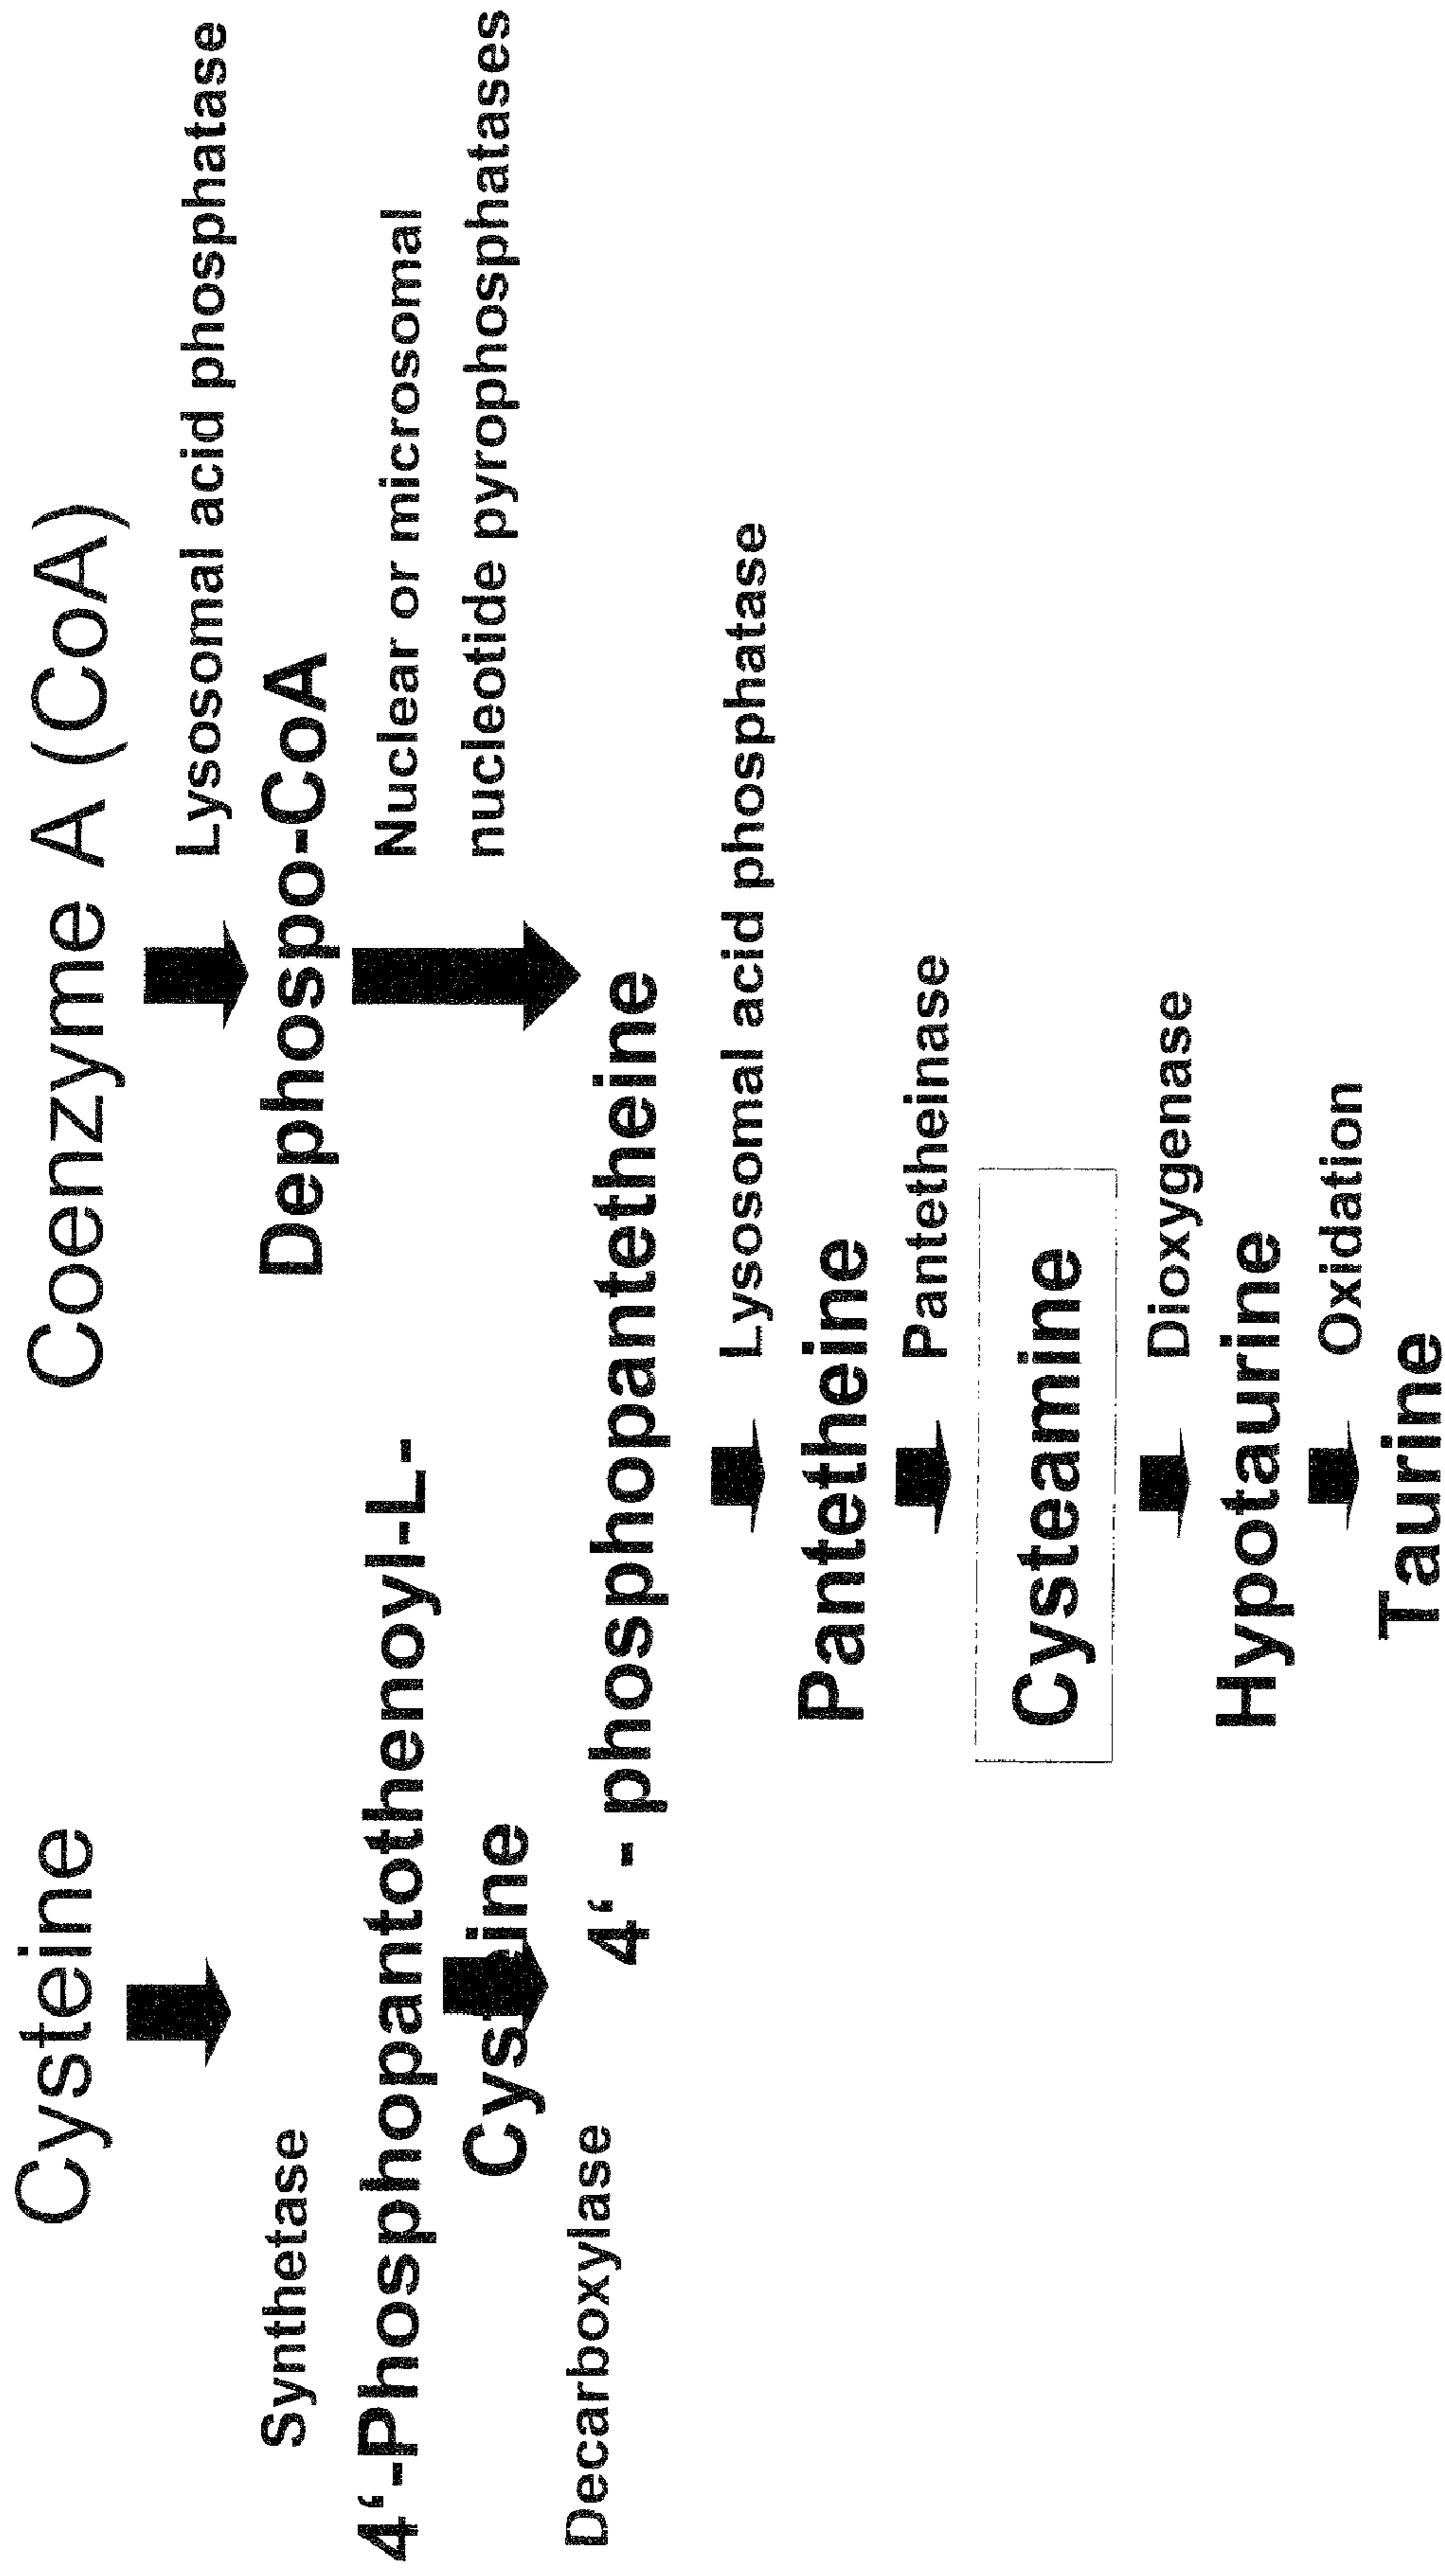 Cysteine
Coenzyme A (CoA)
Synthetase
Lysosomal acid phosphatase
Dephospo-CoA
4‘-Phosphopantothenoyl-L-
Cysteine
Nuclear or microsomal
nucleotide pyrophosphatases
Decarboxylase
4‘ - phosphopantetheine
Lysosomal acid phosphatase
Pantetheine
Pantetheinase
Cysteamine
Dioxygenase
Hypotaurine
Oxidation
Taurine